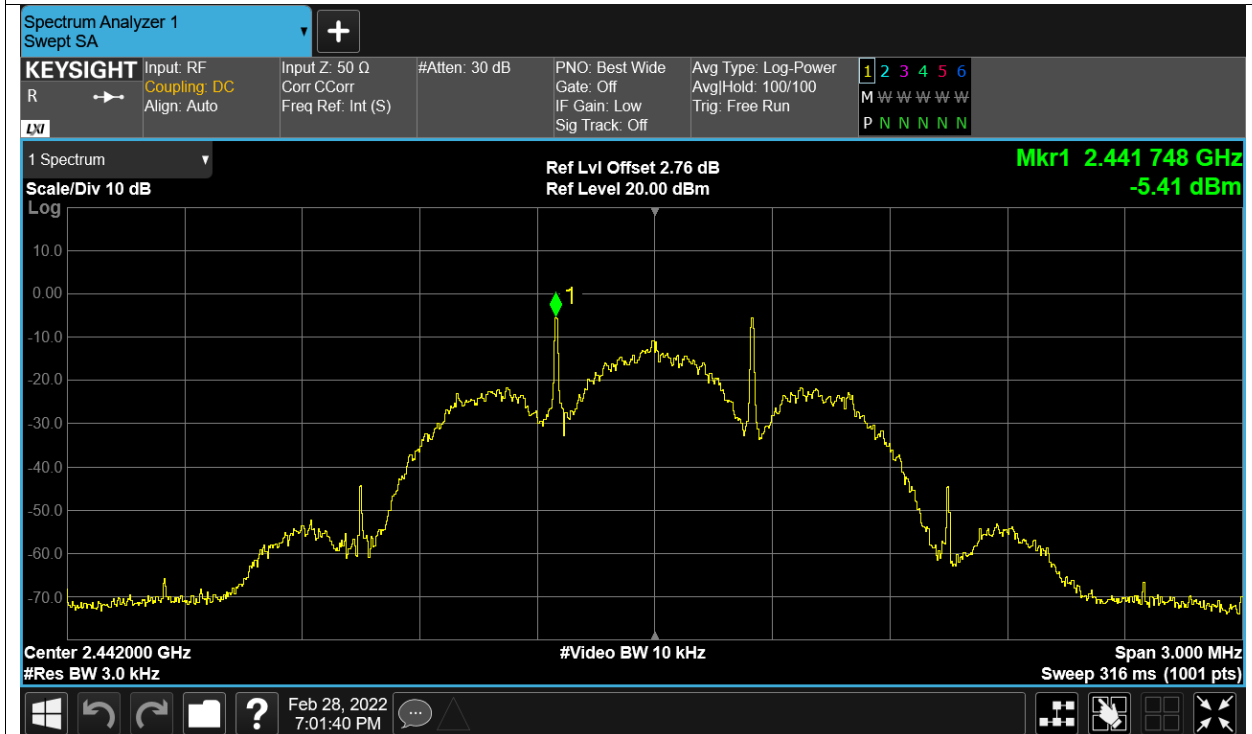 Spectrum Analyzer 1
Swept SA
+
KEYSIGHT
R
LXI
Input: RF
Coupling: DC
Align: Auto
Input Z: 50 Ω
Corr CCorr
Freq Ref: Int (S)
#Atten: 30 dB
PNO: Best Wide
Gate: Off
IF Gain: Low
Sig Track: Off
Avg Type: Log-Power
Avg|Hold: 100/100
Trig: Free Run
1 2 3 4 5 6
M W W W W W
P N N N N N
1 Spectrum
Scale/Div 10 dB
Log
Ref Lvl Offset 2.76 dB
Ref Level 20.00 dBm
Mkr1 2.441 748 GHz
-5.41 dBm
10.0
0.00
-10.0
-20.0
-30.0
-40.0
-50.0
-60.0
-70.0
1
Center 2.442000 GHz
#Res BW 3.0 kHz
#Video BW 10 kHz
Span 3.000 MHz
Sweep 316 ms (1001 pts)
?
Feb 28, 2022
7:01:40 PM